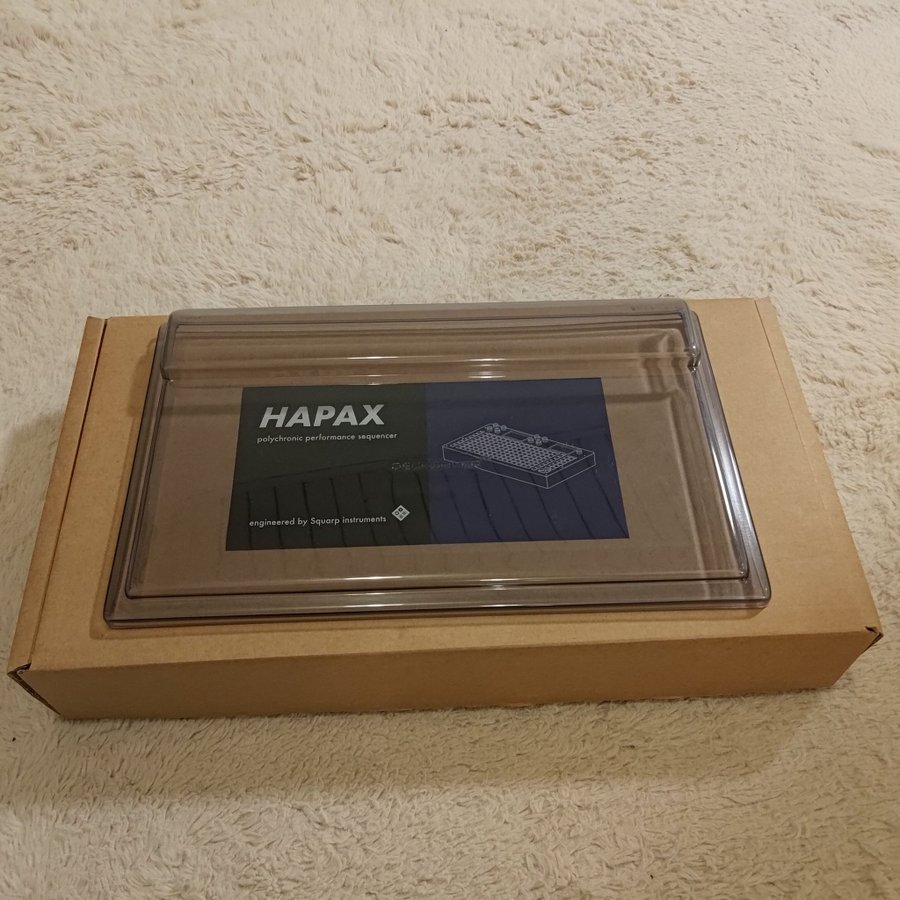 HAPAX
polychronic performance sequencer
engineered by Squarp instruments